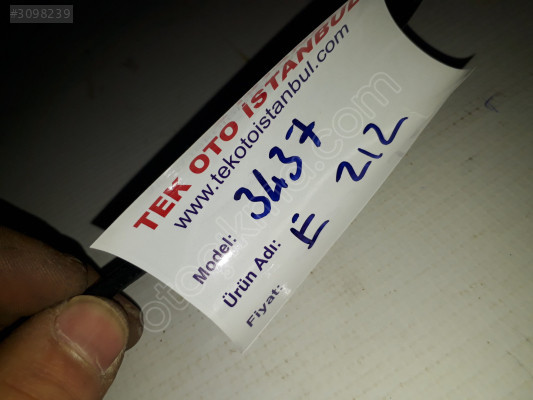 #3098239
TEK OTO İSTANBUL
www.tekotoistanbul.com
Model: 3437
Ürün Adı: E 212
Fiyat: